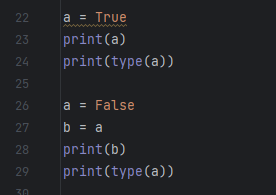 22 a = True
23 print(a)
24 print(type(a))
25
26 a = False
27 b = a
28 print(b)
29 print(type(a))
30